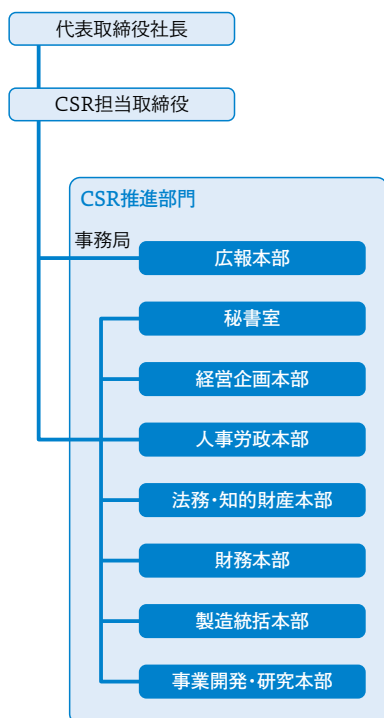 代表取締役社長
CSR担当取締役
CSR推進部門
事務局
広報本部
秘書室
経営企画本部
人事労政本部
法務・知的財産本部
財務本部
製造統括本部
事業開発・研究本部